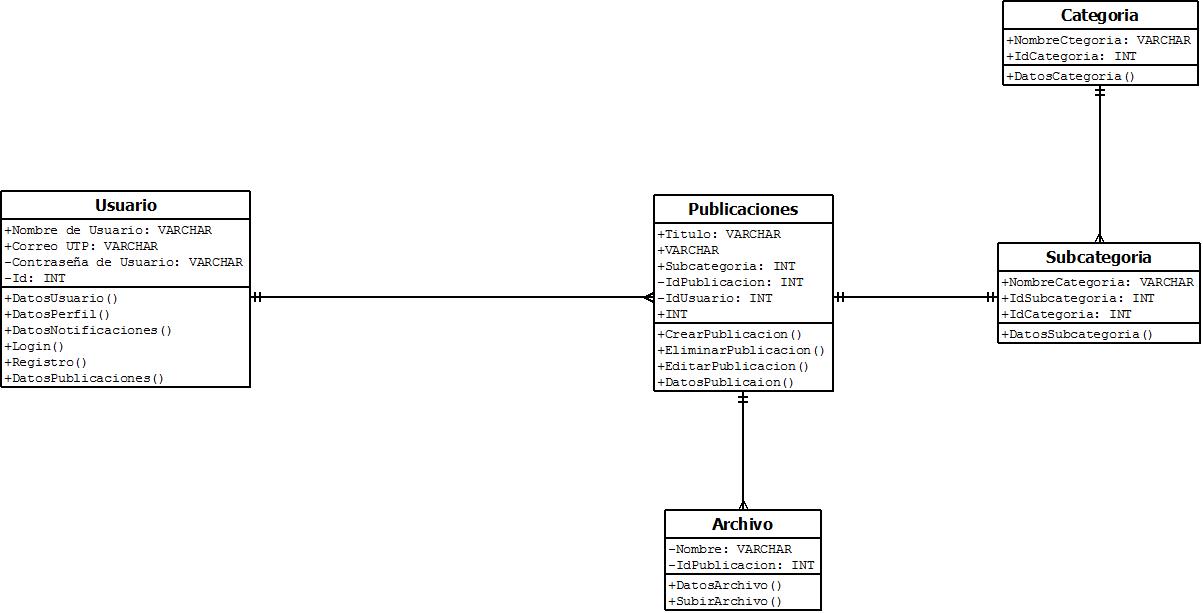 Categoria
+NombreCtegoria: VARCHAR
+IdCategoria: INT
+DatosCategoria()
Usuario
+Nombre de Usuario: VARCHAR
+Correo UTP: VARCHAR
-Contraseña de Usuario: VARCHAR
-Id: INT
+DatosUsuario()
+DatosPerfil()
+DatosNotificaciones()
+Login()
+Registro()
+DatosPublicaciones()
Publicaciones
+Titulo: VARCHAR
+VARCHAR
+Subcategoria: INT
-IdPublicacion: INT
-IdUsuario: INT
+INT
+CrearPublicacion()
+EliminarPublicacion()
+EditarPublicacion()
+DatosPublicaion()
Subcategoria
+NombreCategoria: VARCHAR
+IdSubcategoria: INT
+IdCategoria: INT
+DatosSubcategoria()
Archivo
-Nombre: VARCHAR
-IdPublicacion: INT
+DatosArchivo()
+SubirArchivo()